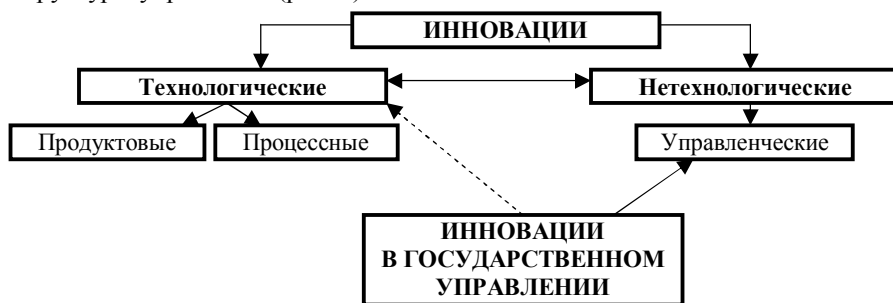 ИННОВАЦИИ
Технологические
Нетехнологические
Продуктовые
Процессные
Управленческие
ИННОВАЦИИ
В ГОСУДАРСТВЕННОМ
УПРАВЛЕНИИ